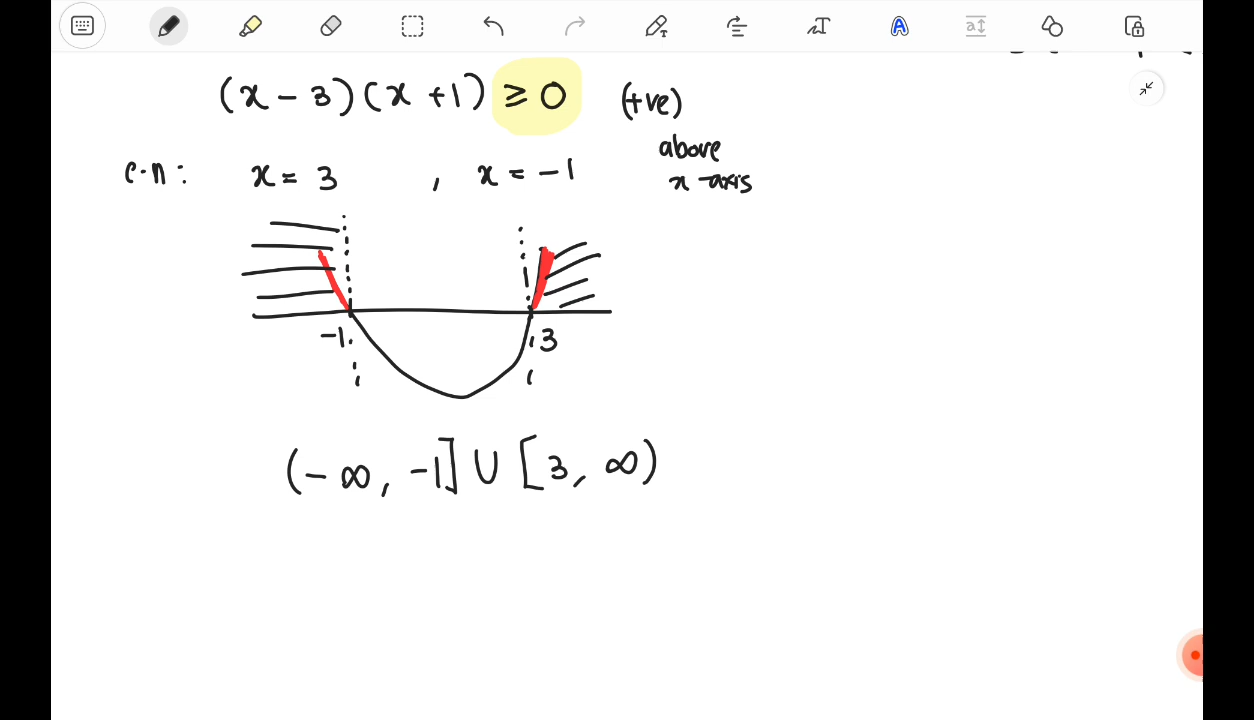 (x - 3)(x + 1) ≥ 0 (+ve)
above
x-axis
c.n: x = 3 , x = -1
-1 3
(-∞, -1] ∪ [3, ∞)